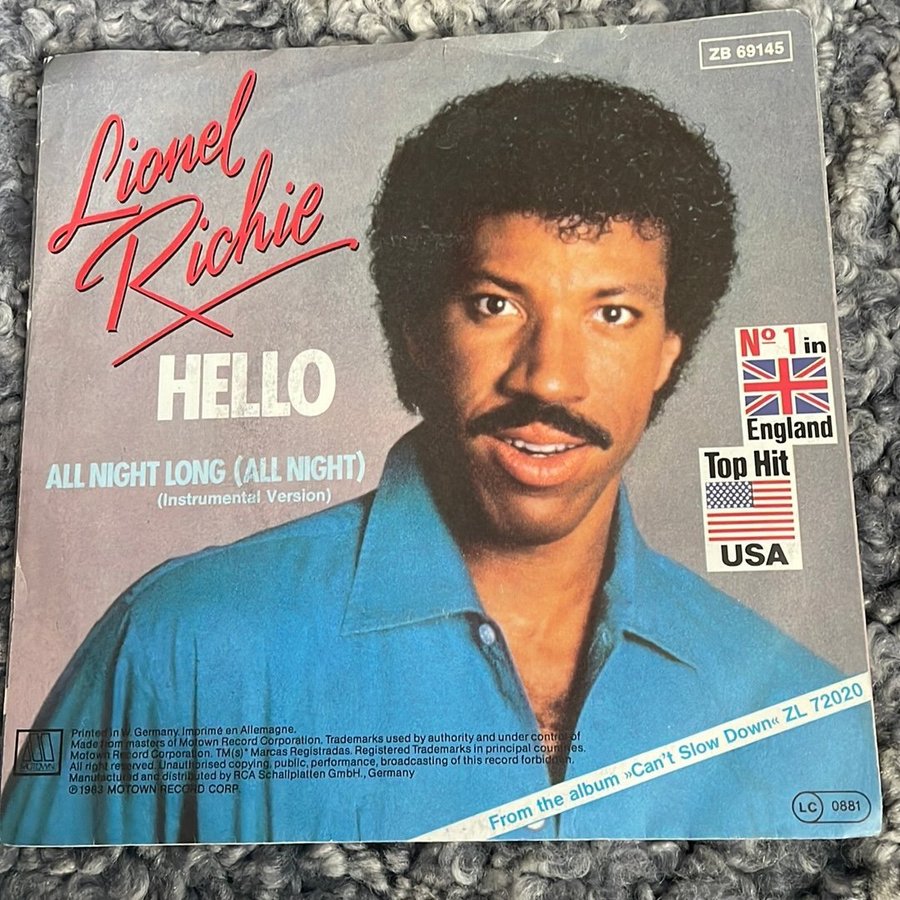 ZB 69145
Lionel
Richie
HELLO
ALL NIGHT LONG (ALL NIGHT)
(Instrumental Version)
Nº 1 in
England
Top Hit
USA
Printed in W. Germany. Imprimé en Allemagne.
Made from masters of Motown Record Corporation. Trademarks used by authority and under control of
Motown Record Corporation. TM(s)* Marcas Registradas. Registered Trademarks in principal countries.
All right reserved. Unauthorised copying, public, performance, broadcasting of this record forbidden.
Manufactured and distributed by RCA Schallplatten GmbH., Germany
℗ 1983 MOTOWN RECORD CORP.
MOTOWN
From the album »Can't Slow Down« ZL 72020
LC 0881